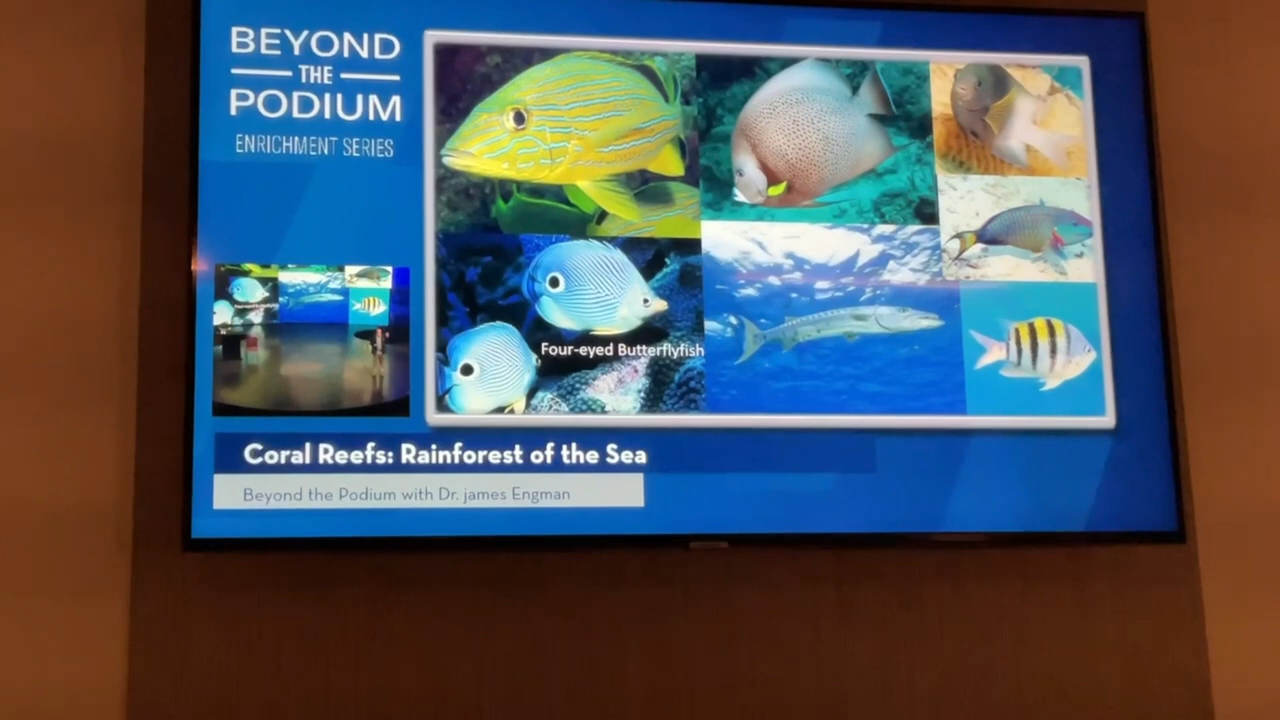 BEYOND
THE
PODIUM
ENRICHMENT SERIES
Four-eyed Butterflyfish
Coral Reefs: Rainforest of the Sea
Beyond the Podium with Dr. james Engman